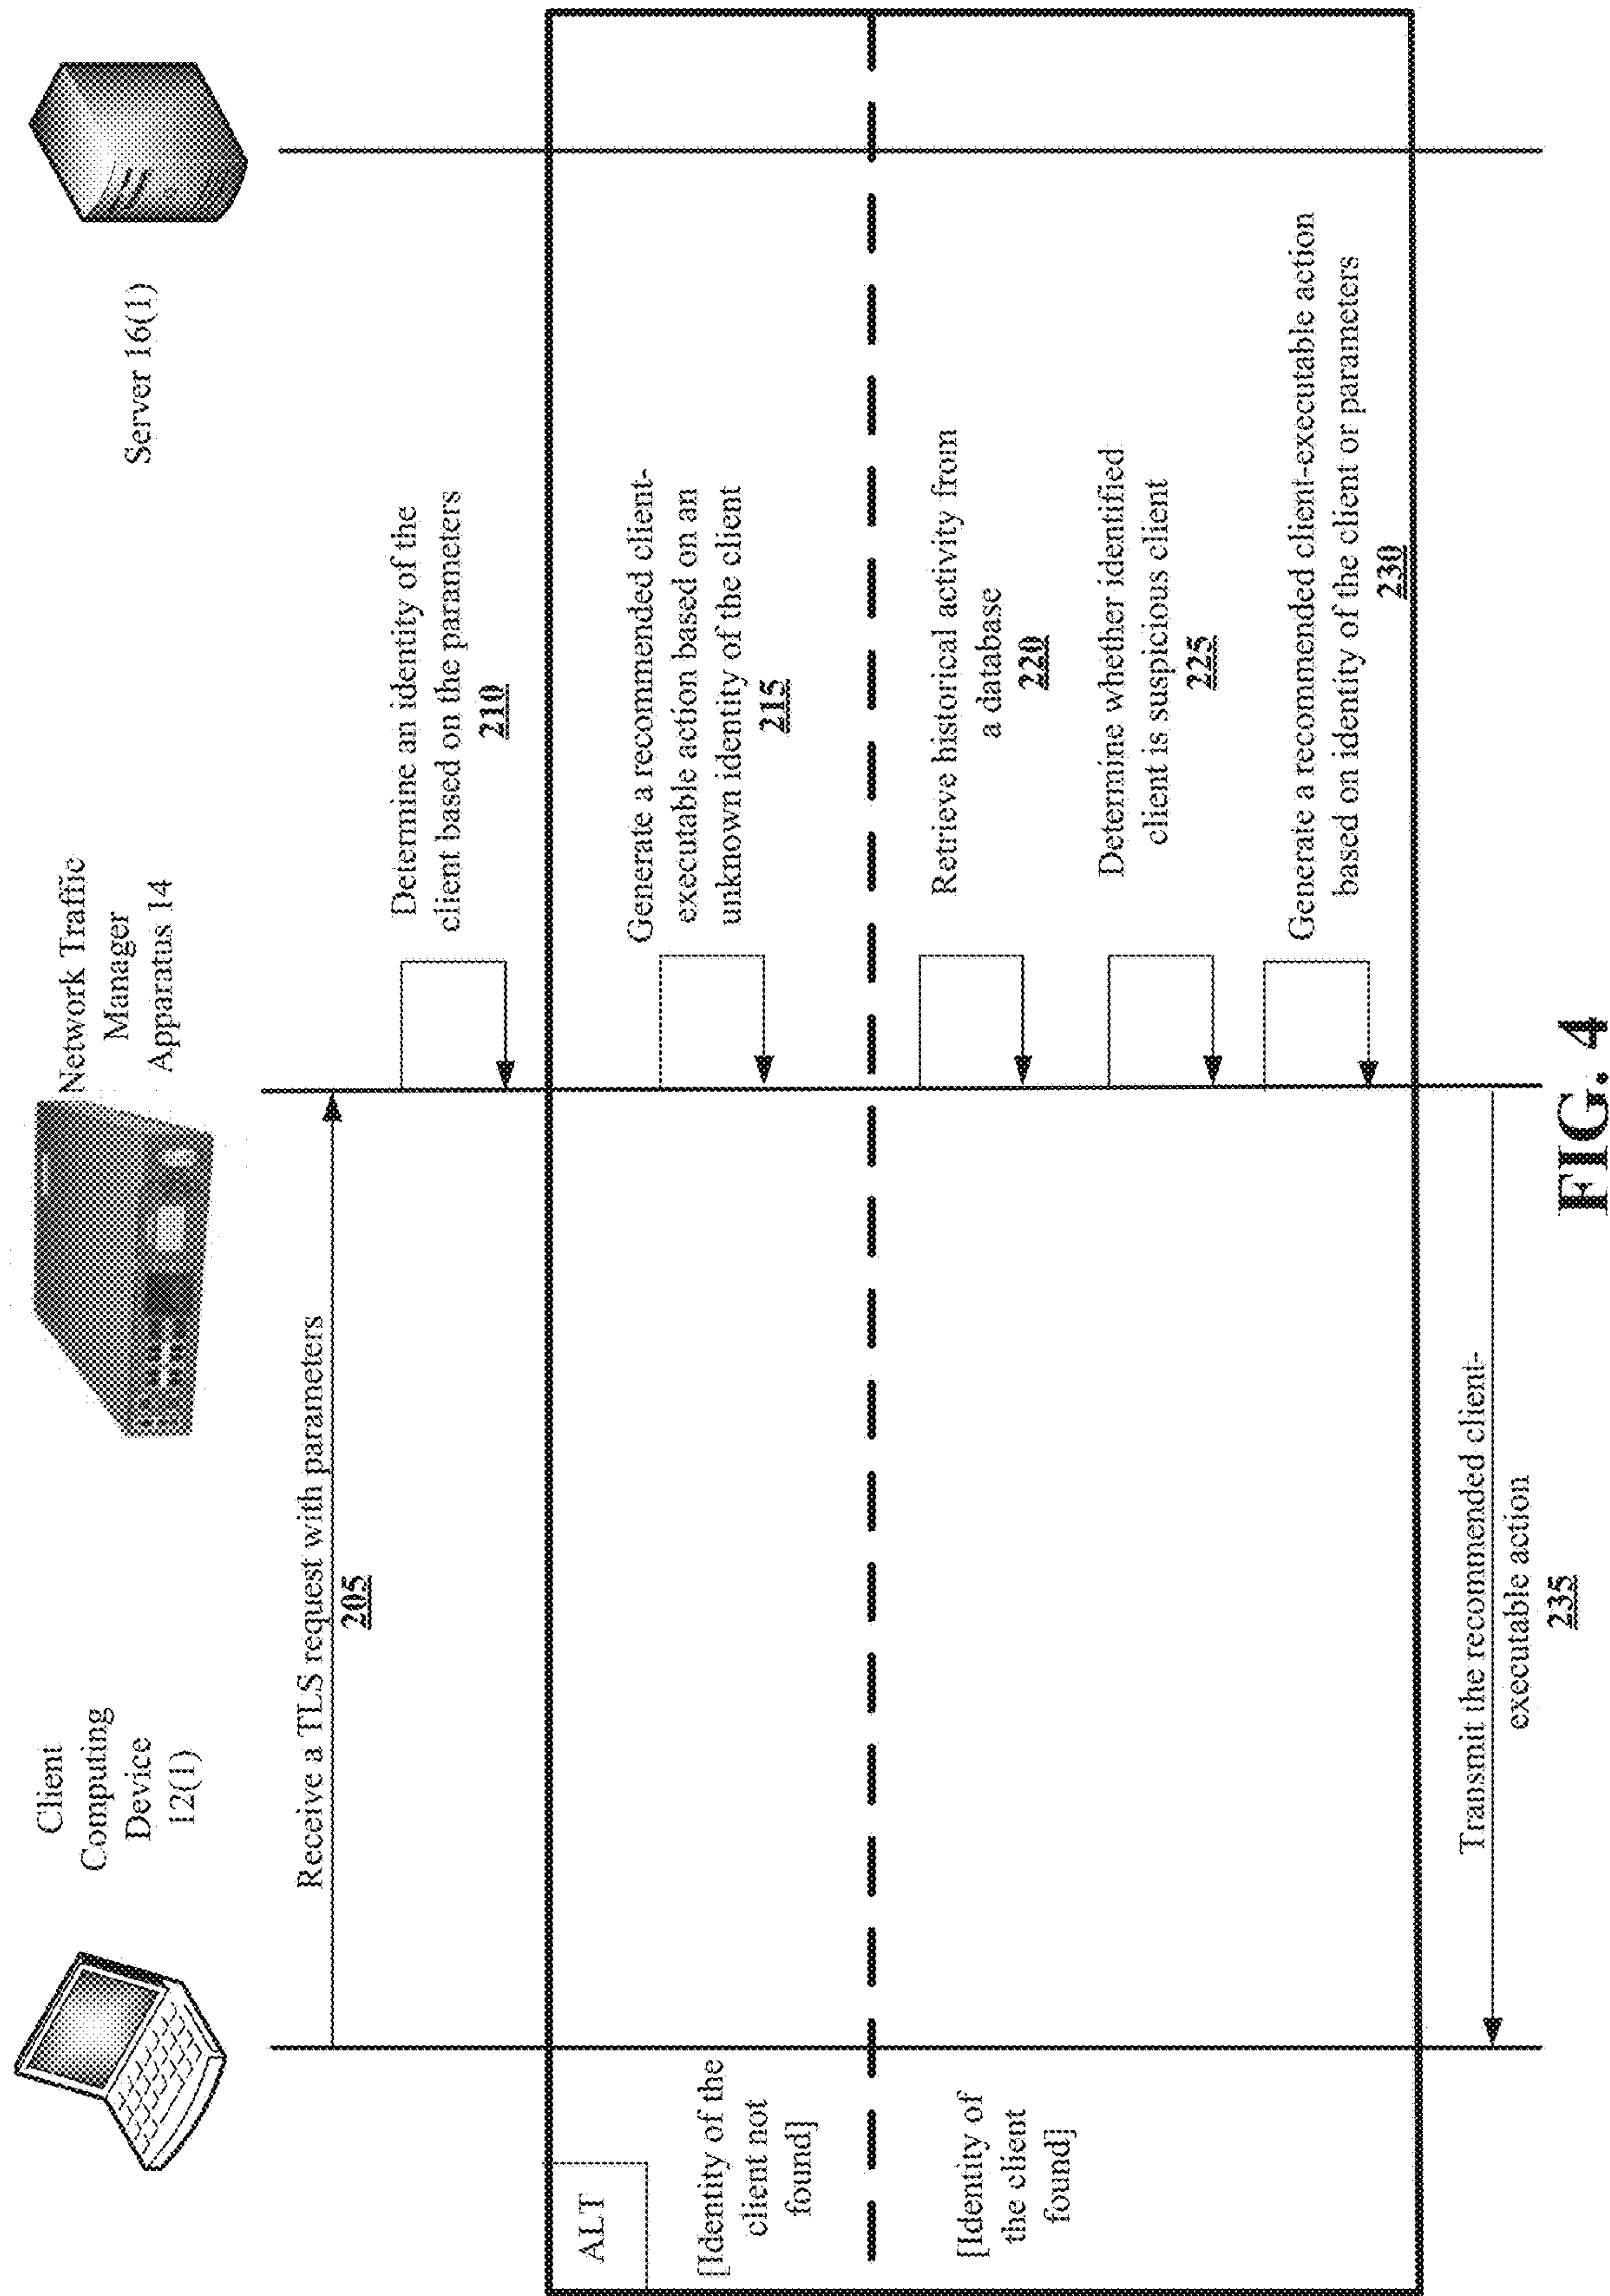 Client
Computing
Device
12(1)
Network Traffic
Manager
Apparatus 14
Server 16(1)
Receive a TLS request with parameters
205
Determine an identity of the
client based on the parameters
210
ALT
[Identity of the
client not
found]
Generate a recommended client-
executable action based on an
unknown identity of the client
215
[Identity of
the client
found]
Retrieve historical activity from
a database
220
Determine whether identified
client is suspicious client
225
Generate a recommended client-executable action
based on identity of the client or parameters
230
Transmit the recommended client-
executable action
235
FIG. 4